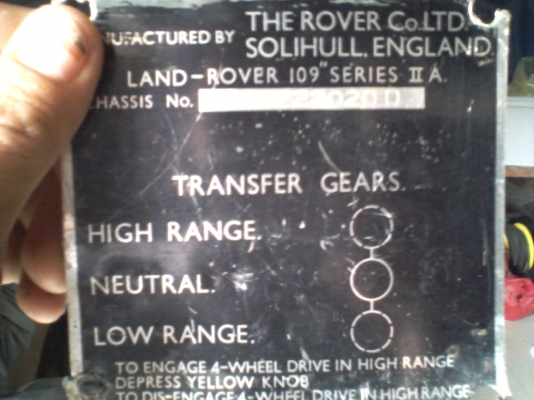 NUFACTURED BY THE ROVER Co. LTD.
SOLIHULL, ENGLAND
LAND-ROVER 109" SERIES II A.
CHASSIS No.
TRANSFER GEARS.
HIGH RANGE.
NEUTRAL.
LOW RANGE.
TO ENGAGE 4-WHEEL DRIVE IN HIGH RANGE
DEPRESS YELLOW KNOB
TO DIS-ENGAGE 4-WHEEL DRIVE IN HIGH RANGE